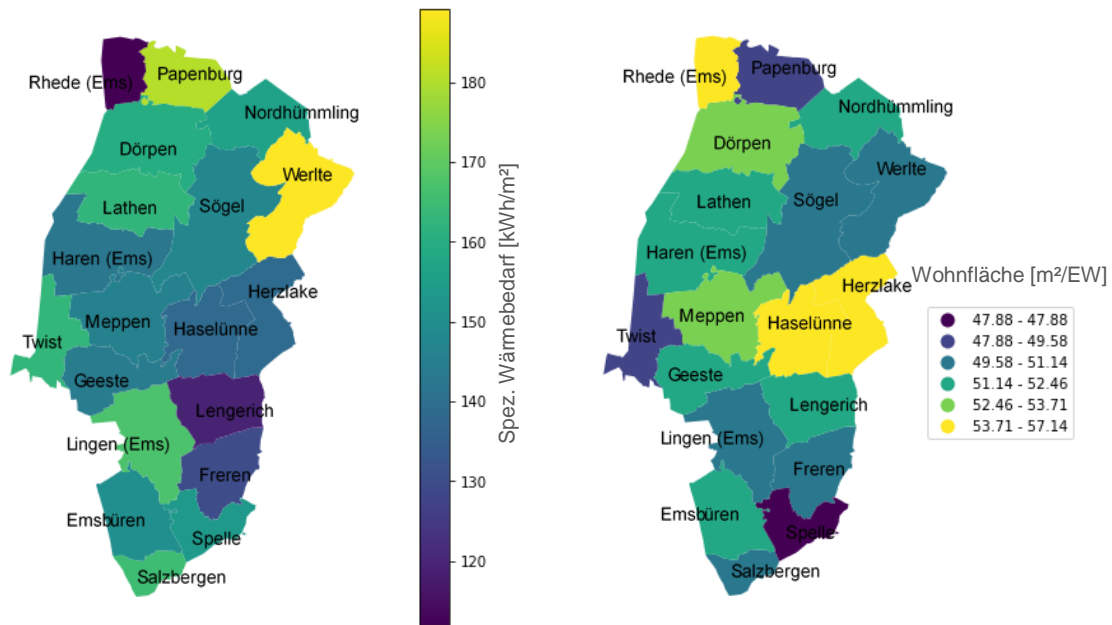 Rhede (Ems)
Papenburg
Nordhümmling
Dörpen
Werlte
Lathen
Sögel
Haren (Ems)
Herzlake
Meppen
Haselünne
Twist
Geeste
Lengerich
Lingen (Ems)
Freren
Emsbüren
Spelle-
Salzbergen
180
170
160
150
140
130
120
Spez. Wärmebedarf [kWh/m²]
Rhede (Ems)
Papenburg
Nordhümmling
Dörpen
Werlte
Lathen
Sögel
Haren (Ems)
Herzlake
Meppen
Haselünne
Twist
Geeste
Lengerich
Lingen (Ems)
Freren
Emsbüren
Spelle-
Salzbergen
Wohnfläche [m²/EW]
47.88 - 47.88
47.88 - 49.58
49.58 - 51.14
51.14 - 52.46
52.46 - 53.71
53.71 - 57.14